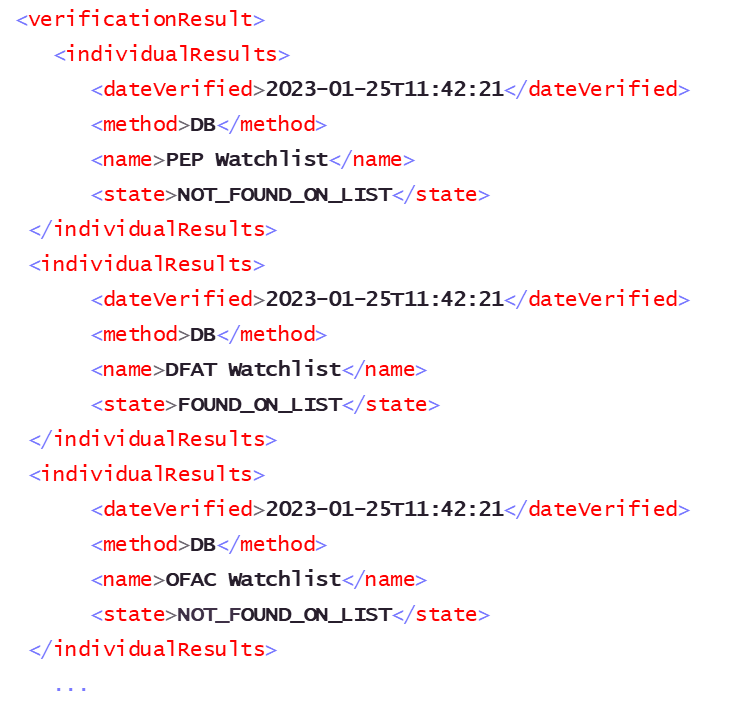 <verificationResult>
<individualResults>
<dateVerified>2023-01-25T11:42:21</dateVerified>
<method>DB</method>
<name>PEP Watchlist</name>
<state>NOT_FOUND_ON_LIST</state>
</individualResults>
<individualResults>
<dateVerified>2023-01-25T11:42:21</dateVerified>
<method>DB</method>
<name>DFAT Watchlist</name>
<state>FOUND_ON_LIST</state>
</individualResults>
<individualResults>
<dateVerified>2023-01-25T11:42:21</dateVerified>
<method>DB</method>
<name>OFAC Watchlist</name>
<state>NOT_FOUND_ON_LIST</state>
</individualResults>
...